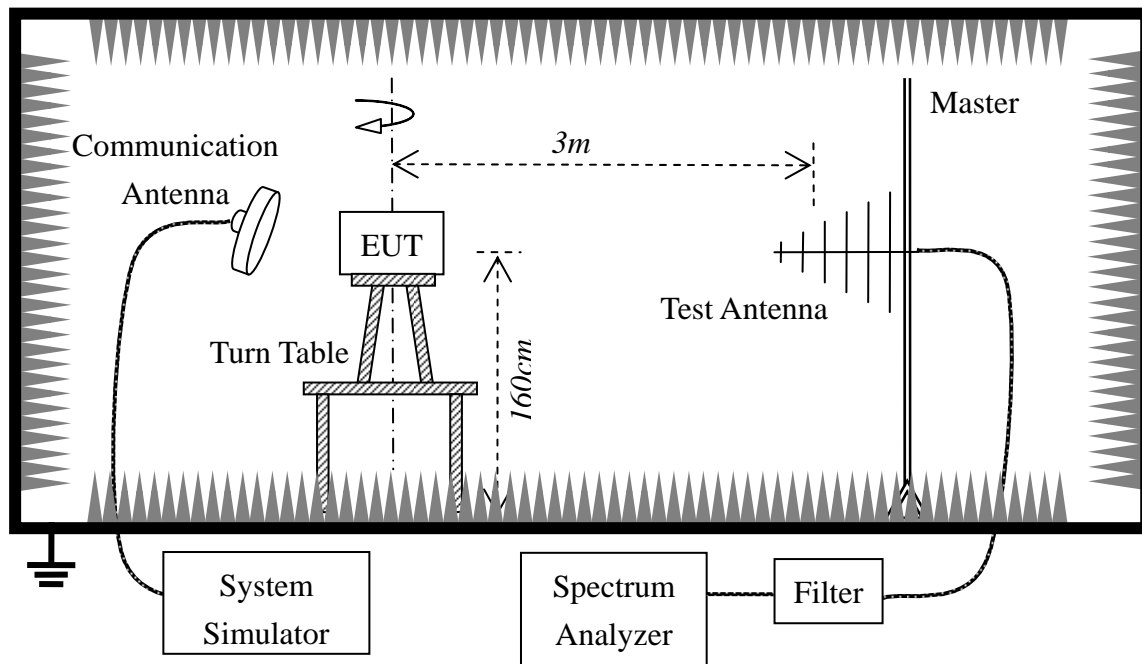 Master
3m
Communication
Antenna
EUT
Test Antenna
Turn Table
160cm
System
Simulator
Spectrum
Analyzer
Filter